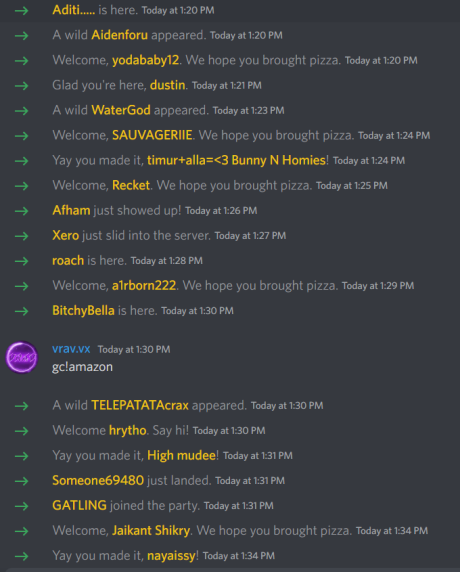 Aditi..... is here. Today at 1:20 PM
A wild Aidenforu appeared. Today at 1:20 PM
Welcome, yodababy12. We hope you brought pizza. Today at 1:20 PM
Glad you're here, dustin. Today at 1:21 PM
A wild WaterGod appeared. Today at 1:23 PM
Welcome, SAUVAGERIIE. We hope you brought pizza. Today at 1:24 PM
Yay you made it, timur+alla=<3 Bunny N Homies! Today at 1:24 PM
Welcome, Recket. We hope you brought pizza. Today at 1:25 PM
Afham just showed up! Today at 1:26 PM
Xero just slid into the server. Today at 1:27 PM
roach is here. Today at 1:28 PM
Welcome, a1rborn222. We hope you brought pizza. Today at 1:29 PM
BitchyBella is here. Today at 1:30 PM
vrav.vx Today at 1:30 PM
gc!amazon
A wild TELEPATATAcrax appeared. Today at 1:30 PM
Welcome hrytho. Say hi! Today at 1:30 PM
Yay you made it, High mudee! Today at 1:31 PM
Someone69480 just landed. Today at 1:31 PM
GATLING joined the party. Today at 1:31 PM
Welcome, Jaikant Shikry. We hope you brought pizza. Today at 1:34 PM
Yay you made it, nayaissy! Today at 1:34 PM